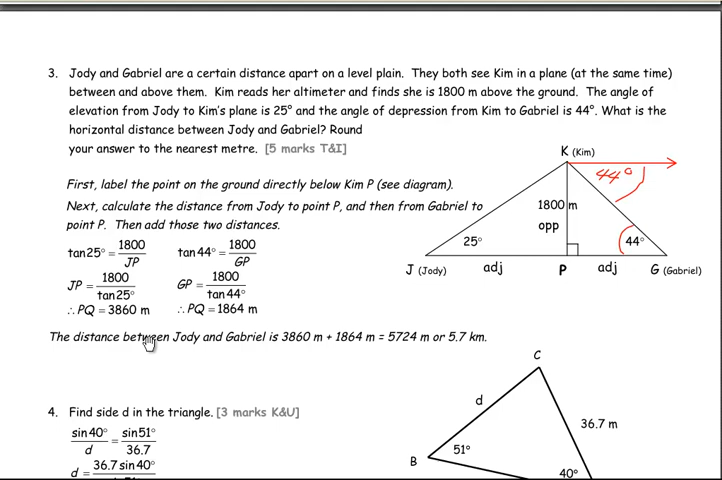 3. Jody and Gabriel are a certain distance apart on a level plain. They both see Kim in a plane (at the same time)
between and above them. Kim reads her altimeter and finds she is 1800 m above the ground. The angle of
elevation from Jody to Kim's plane is 25° and the angle of depression from Kim to Gabriel is 44°. What is the
horizontal distance between Jody and Gabriel? Round
your answer to the nearest metre. [5 marks T&I]
K (Kim)
44°
1800 m
opp
25°
44°
J (Jody) adj P adj G (Gabriel)
First, label the point on the ground directly below Kim P (see diagram).
Next, calculate the distance from Jody to point P, and then from Gabriel to
point P. Then add those two distances.
tan25° = 1800/JP tan44° = 1800/GP
JP = 1800/tan25° GP = 1800/tan44°
∴ PQ = 3860 m ∴ PQ = 1864 m
The distance between Jody and Gabriel is 3860 m + 1864 m = 5724 m or 5.7 km.
4. Find side d in the triangle. [3 marks K&U]
sin40°/d = sin51°/36.7
d = 36.7sin40°
C
d
36.7 m
B
51°
40°